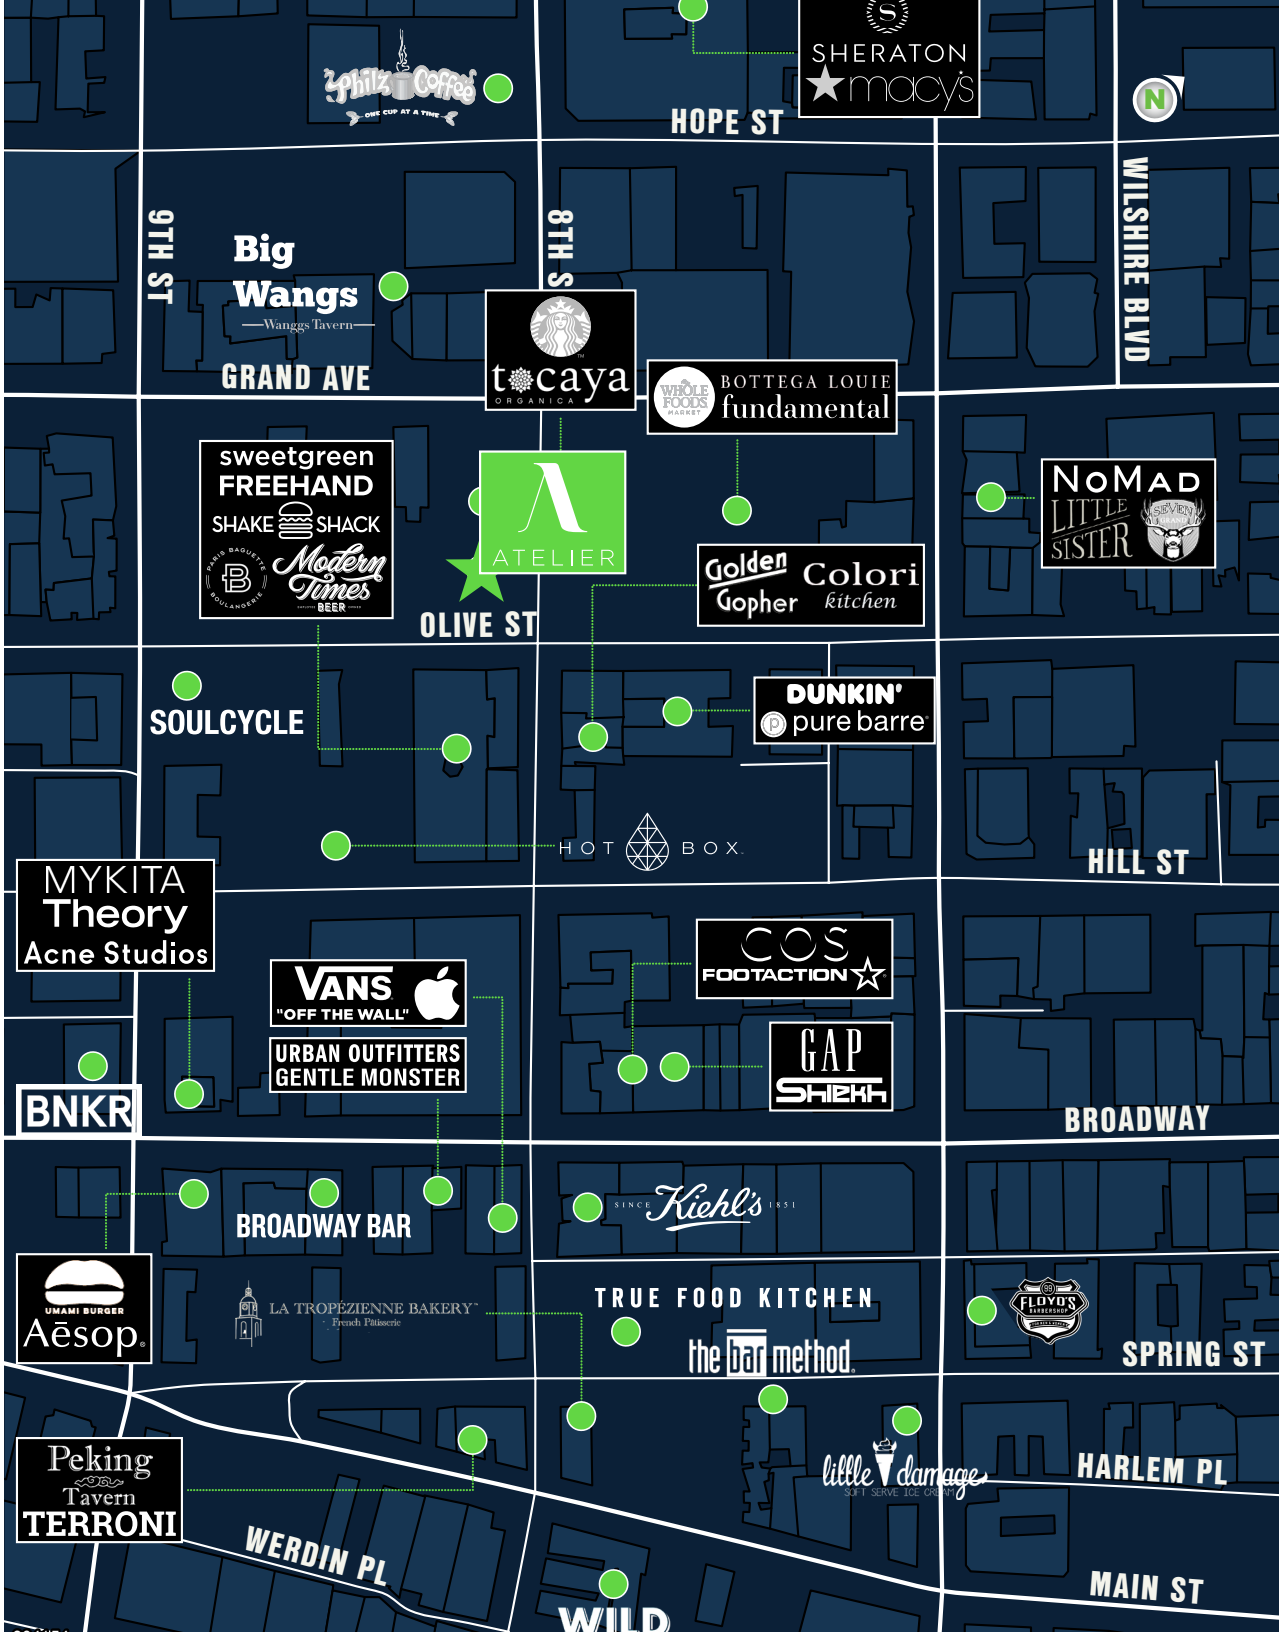 S
SHERATON
macy's
Philz Coffee
ONE CUP AT A TIME
N
HOPE ST
WILSHIRE BLVD
9TH ST
8TH S
Big
Wangs
Wanggs Tavern
GRAND AVE
tocaya
ORGANICA
WHOLE
FOODS
MARKET
BOTTEGA LOUIE
fundamental
sweetgreen
FREEHAND
SHAKE SHACK
PARIS BAGUETTE
B
BOULANGERIE
Modern
Times
BEER
ATELIER
NOMAD
LITTLE
SISTER
SEVEN
GRAND
Golden
Gopher
Colori
kitchen
OLIVE ST
SOULCYCLE
DUNKIN'
p pure barre
HOT BOX
HILL ST
MYKITA
Theory
Acne Studios
COS
FOOTACTION
VANS
"OFF THE WALL"
URBAN OUTFITTERS
GENTLE MONSTER
GAP
SHIEKH
BNKR
BROADWAY
BROADWAY BAR
SINCE Kiehl's 1851
UMAMI BURGER
Aēsop.
LA TROPÉZIENNE BAKERY
French Pâtisserie
TRUE FOOD KITCHEN
the bar method.
99
FLOYD'S
BARBERSHOP
SPRING ST
Peking
Tavern
TERRONI
little damage
SOFT SERVE ICE CREAM
HARLEM PL
WERDIN PL
MAIN ST
WILD